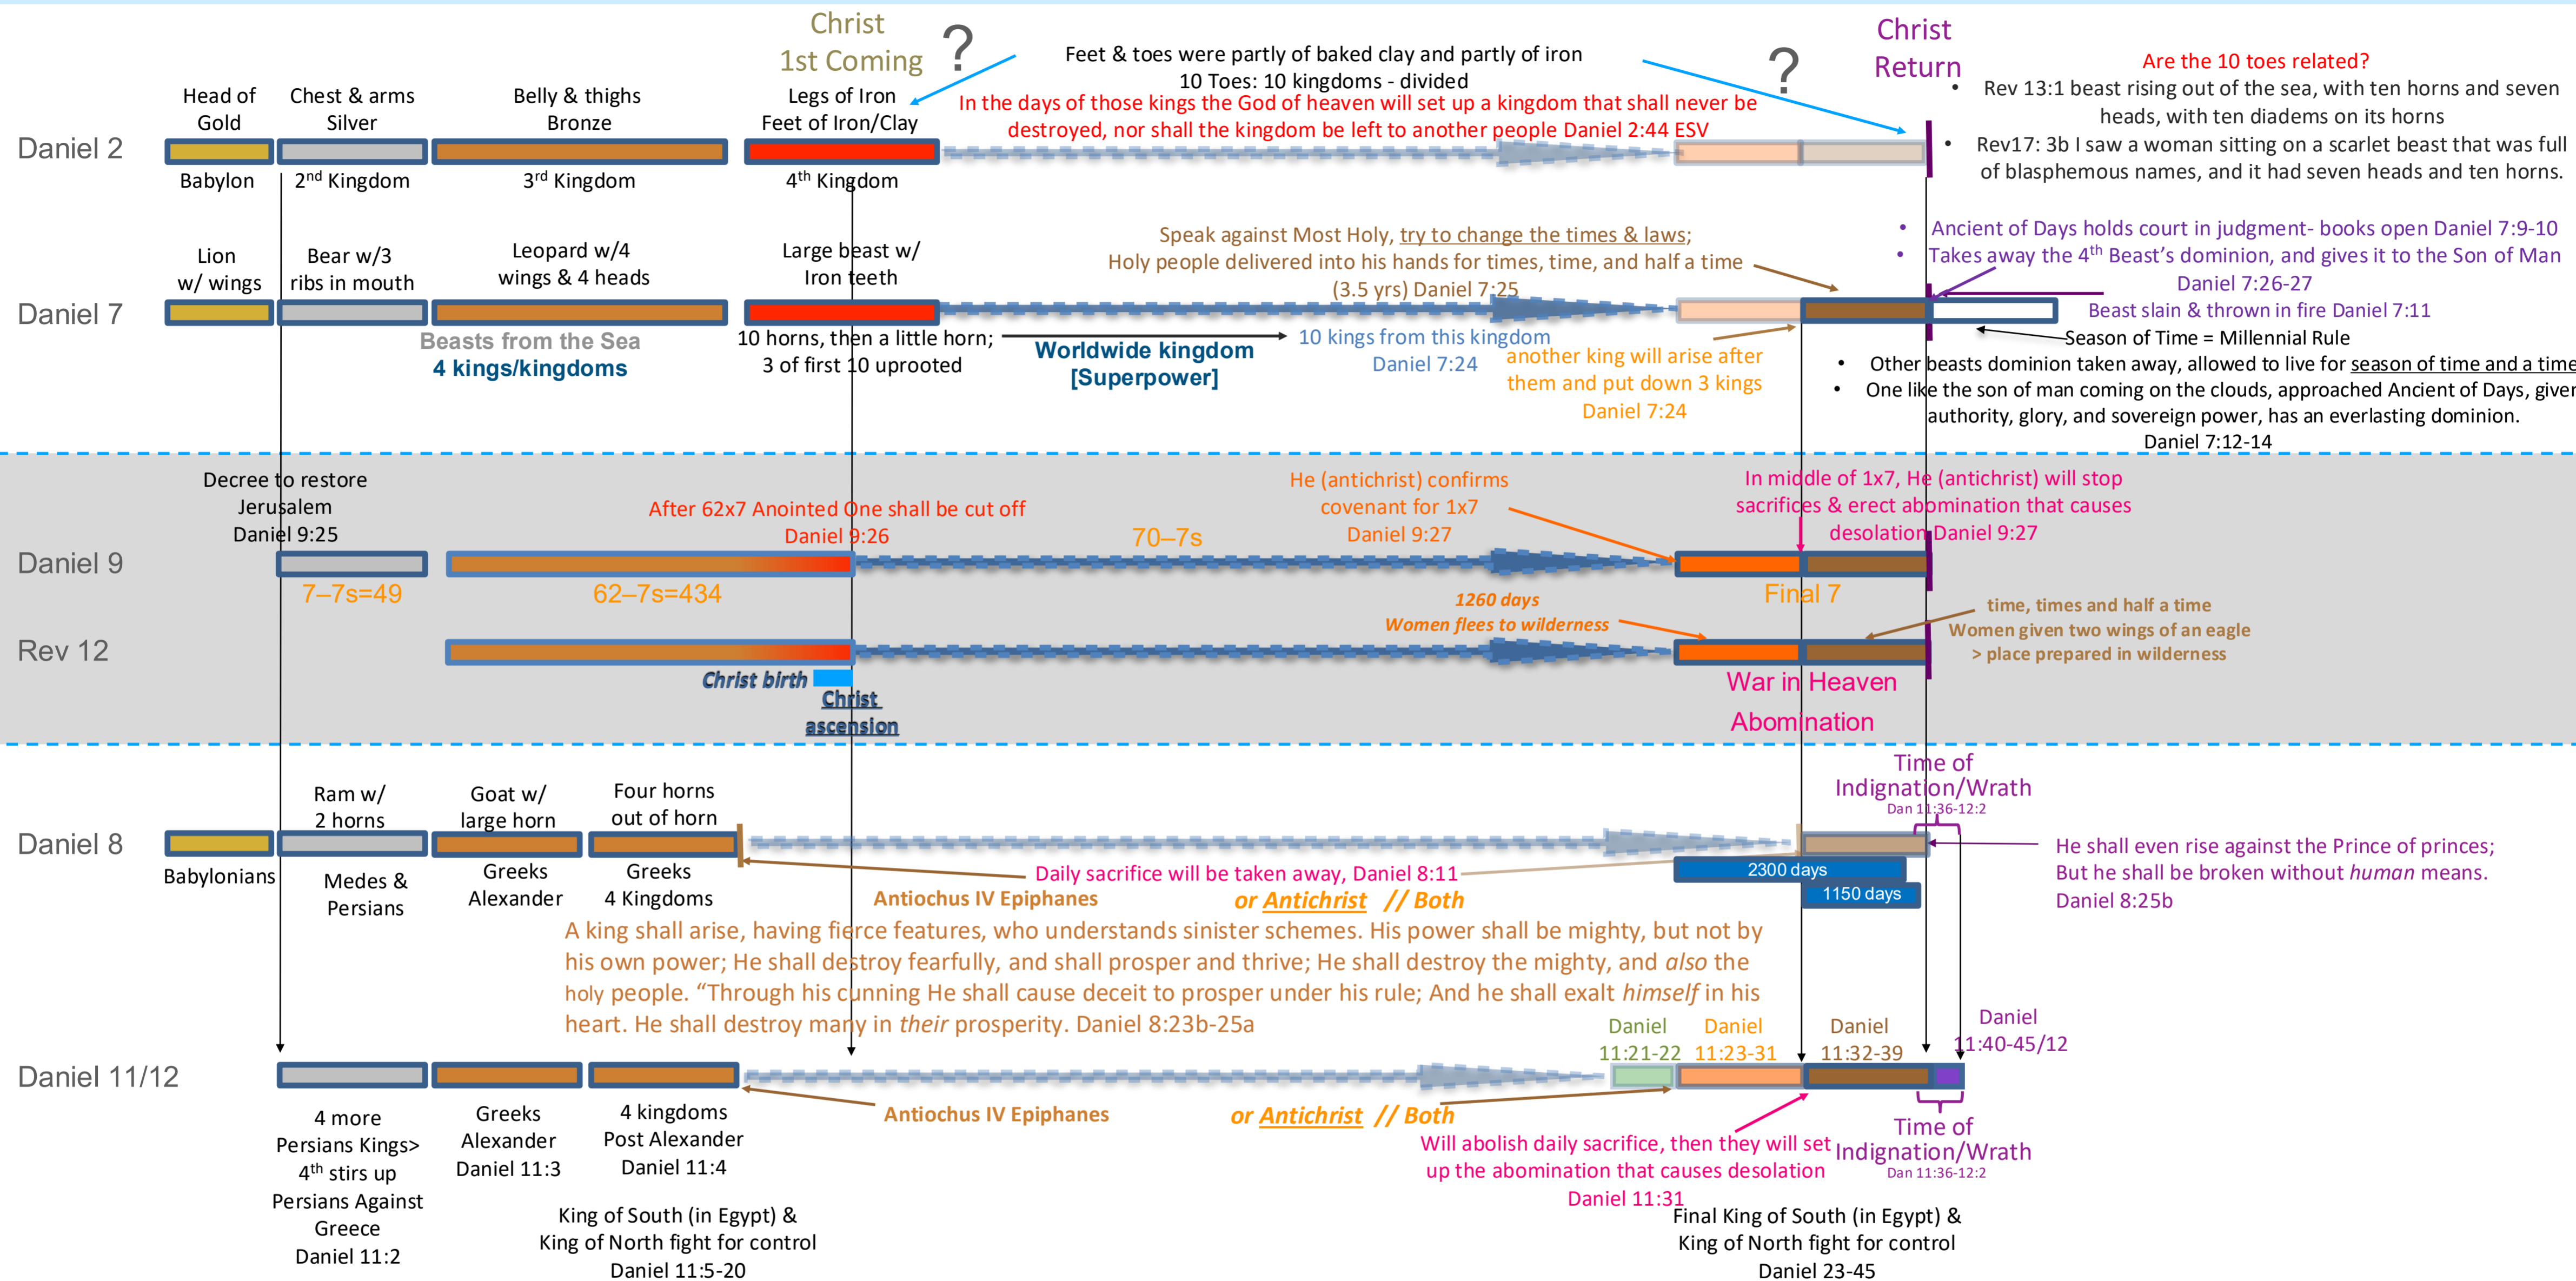 Christ
1st Coming
?
Feet & toes were partly of baked clay and partly of iron
10 Toes: 10 kingdoms - divided
In the days of those kings the God of heaven will set up a kingdom that shall never be
destroyed, nor shall the kingdom be left to another people Daniel 2:44 ESV
?
Christ
Return
Are the 10 toes related?
• Rev 13:1 beast rising out of the sea, with ten horns and seven
heads, with ten diadems on its horns
• Rev17: 3b I saw a woman sitting on a scarlet beast that was full
of blasphemous names, and it had seven heads and ten horns.
Daniel 2
Head of
Gold
Babylon
Chest & arms
Silver
2nd Kingdom
Belly & thighs
Bronze
3rd Kingdom
Legs of Iron
Feet of Iron/Clay
4th Kingdom
Daniel 7
Lion
w/ wings
Bear w/3
ribs in mouth
Leopard w/4
wings & 4 heads
Beasts from the Sea
4 kings/kingdoms
Large beast w/
Iron teeth
10 horns, then a little horn;
3 of first 10 uprooted
Worldwide kingdom
[Superpower]
Speak against Most Holy, try to change the times & laws;
Holy people delivered into his hands for times, time, and half a time
(3.5 yrs) Daniel 7:25
10 kings from this kingdom
Daniel 7:24
another king will arise after
them and put down 3 kings
Daniel 7:24
• Ancient of Days holds court in judgment- books open Daniel 7:9-10
• Takes away the 4th Beast's dominion, and gives it to the Son of Man
Daniel 7:26-27
Beast slain & thrown in fire Daniel 7:11
Season of Time = Millennial Rule
• Other beasts dominion taken away, allowed to live for season of time and a time
• One like the son of man coming on the clouds, approached Ancient of Days, given
authority, glory, and sovereign power, has an everlasting dominion.
Daniel 7:12-14
Daniel 9
Decree to restore
Jerusalem
Daniel 9:25
7–7s=49
After 62x7 Anointed One shall be cut off
Daniel 9:26
62–7s=434
70–7s
He (antichrist) confirms
covenant for 1x7
Daniel 9:27
In middle of 1x7, He (antichrist) will stop
sacrifices & erect abomination that causes
desolation Daniel 9:27
Final 7
Rev 12
Christ birth
Christ
ascension
1260 days
Women flees to wilderness
time, times and half a time
Women given two wings of an eagle
> place prepared in wilderness
War in Heaven
Abomination
Daniel 8
Babylonians
Ram w/
2 horns
Medes &
Persians
Goat w/
large horn
Greeks
Alexander
Four horns
out of horn
Greeks
4 Kingdoms
Daily sacrifice will be taken away, Daniel 8:11
Antiochus IV Epiphanes
or Antichrist // Both
Time of
Indignation/Wrath
Dan 11:36-12:2
2300 days
1150 days
He shall even rise against the Prince of princes;
But he shall be broken without human means.
Daniel 8:25b
A king shall arise, having fierce features, who understands sinister schemes. His power shall be mighty, but not by
his own power; He shall destroy fearfully, and shall prosper and thrive; He shall destroy the mighty, and also the
holy people. “Through his cunning He shall cause deceit to prosper under his rule; And he shall exalt himself in his
heart. He shall destroy many in their prosperity. Daniel 8:23b-25a
Daniel 11/12
4 more
Persians Kings>
4th stirs up
Persians Against
Greece
Daniel 11:2
Greeks
Alexander
Daniel 11:3
4 kingdoms
Post Alexander
Daniel 11:4
King of South (in Egypt) &
King of North fight for control
Daniel 11:5-20
Antiochus IV Epiphanes
or Antichrist // Both
Daniel
11:21-22
Daniel
11:23-31
Daniel
11:32-39
Daniel
11:40-45/12
Will abolish daily sacrifice, then they will set
up the abomination that causes desolation
Daniel 11:31
Time of
Indignation/Wrath
Dan 11:36-12:2
Final King of South (in Egypt) &
King of North fight for control
Daniel 23-45